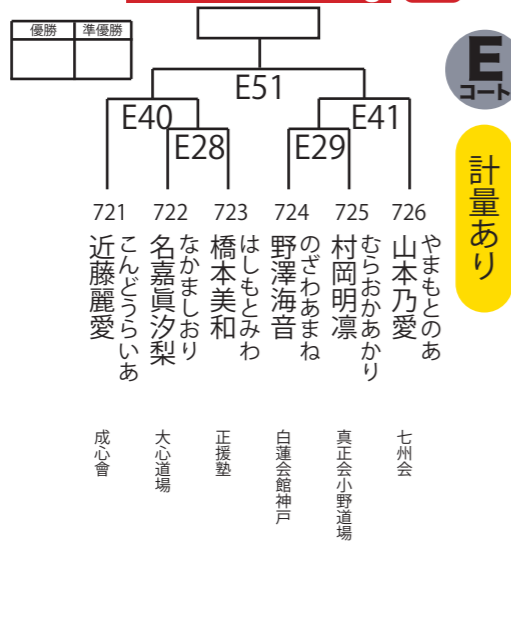 優勝
準優勝
E
コート
計量あり
E51
E40
E41
E28
E29
721
722
723
724
725
726
こんどうらいあ
近藤麗愛
なかましおり
名嘉眞汐梨
はしもとみわ
橋本美和
のざわあまね
野澤海音
むらおかあかり
村岡明凛
やまもとのあ
山本乃愛
成心會
大心道場
正援塾
白蓮会館神戸
真正会小野道場
七州会